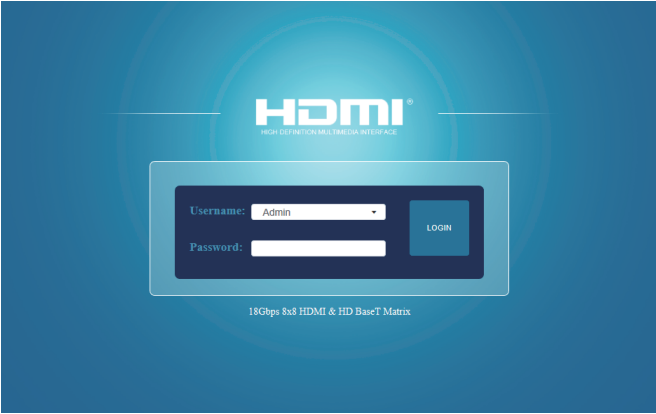 HDMI®
HIGH DEFINITION MULTIMEDIA INTERFACE
Username: Admin
LOGIN
Password:
18Gbps 8x8 HDMI & HD BaseT Matrix